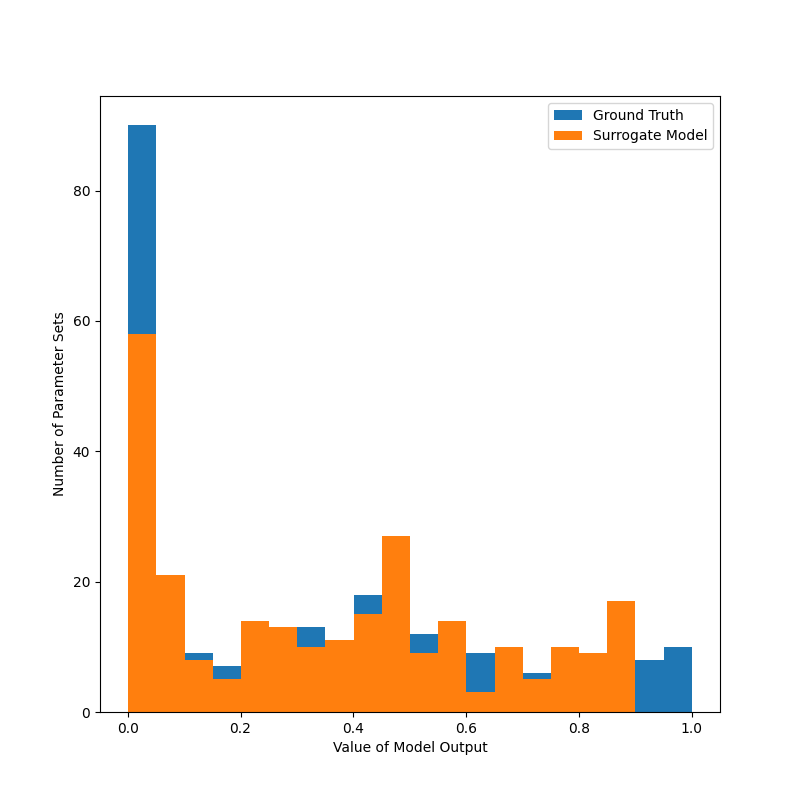 Ground Truth
Surrogate Model
Number of Parameter Sets
80
60
40
20
0
0.0 0.2 0.4 0.6 0.8 1.0
Value of Model Output